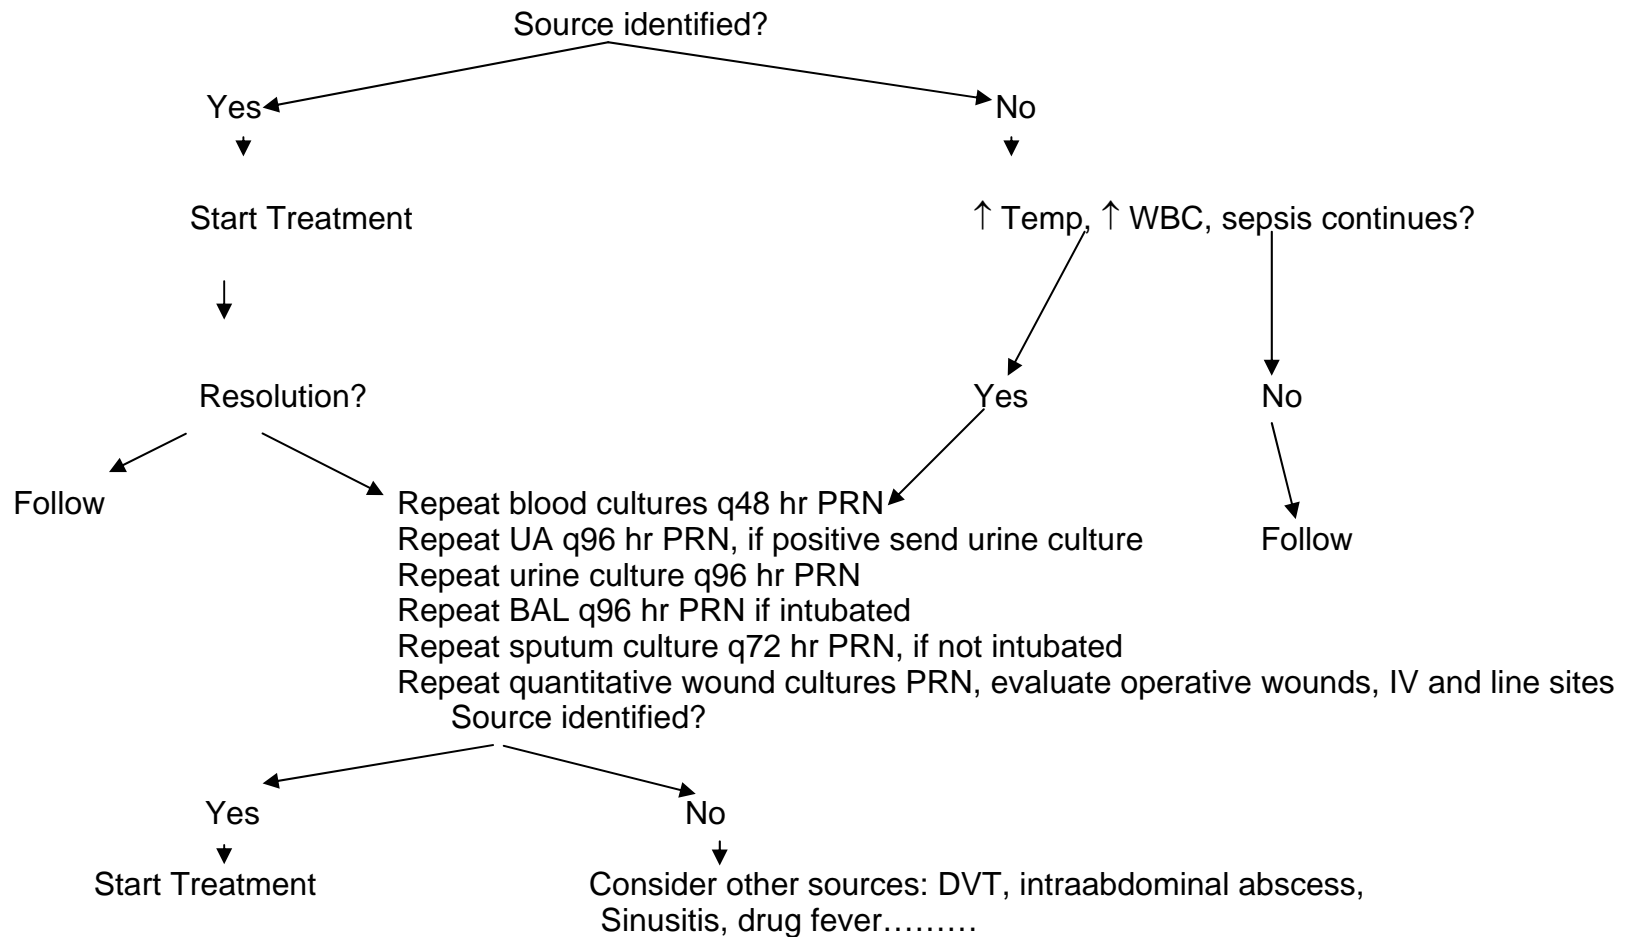 Source identified?
Yes
No
Start Treatment
↑ Temp, ↑ WBC, sepsis continues?
Resolution?
Yes
No
Follow
Repeat blood cultures q48 hr PRN
Repeat UA q96 hr PRN, if positive send urine culture
Follow
Repeat urine culture q96 hr PRN
Repeat BAL q96 hr PRN if intubated
Repeat sputum culture q72 hr PRN, if not intubated
Repeat quantitative wound cultures PRN, evaluate operative wounds, IV and line sites
Source identified?
Yes
No
Start Treatment
Consider other sources: DVT, intraabdominal abscess,
Sinusitis, drug fever………